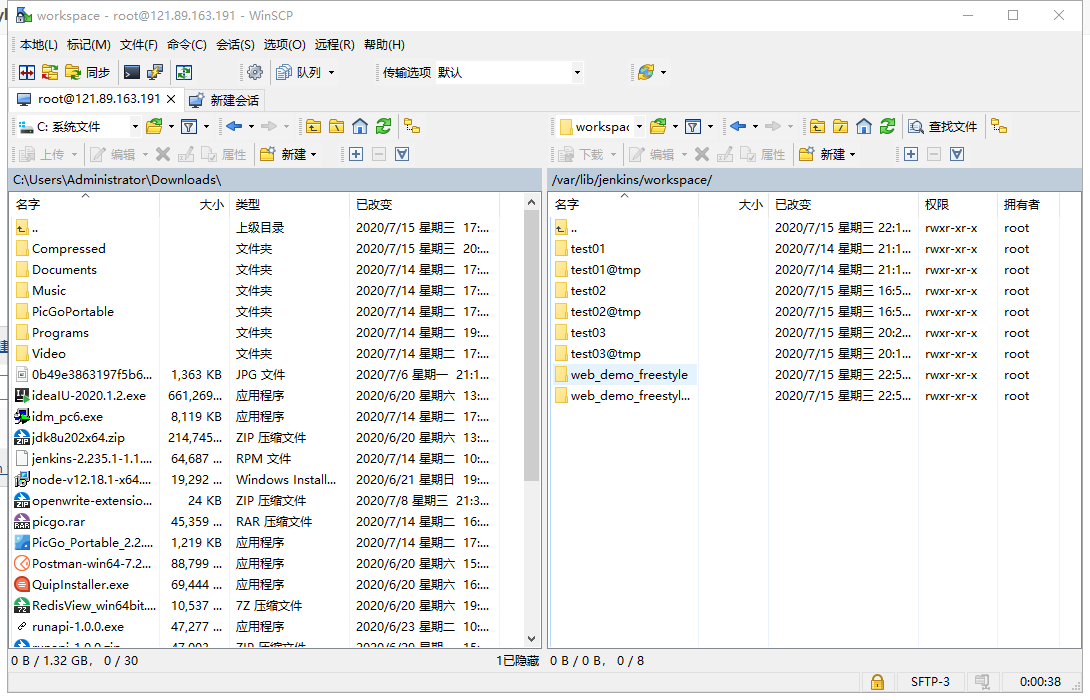 workspace - root@121.89.163.191 - WinSCP
本地(L) 标记(M) 文件(F) 命令(C) 会话(S) 选项(O) 远程(R) 帮助(H)
同步 队列 传输选项 默认
root@121.89.163.191 新建会话
C: 系统文件
上传 编辑 属性 新建
C:\Users\Administrator\Downloads\
名字 大小 类型 已改变
.. 上级目录 2020/7/15 星期三 17:...
Compressed 文件夹 2020/7/15 星期三 20:...
Documents 文件夹 2020/7/14 星期二 17:...
Music 文件夹 2020/7/14 星期二 17:...
PicGoPortable 文件夹 2020/7/14 星期二 17:...
Programs 文件夹 2020/7/14 星期二 19:...
Video 文件夹 2020/7/14 星期二 17:...
0b49e3863197f5b6... 1,363 KB JPG 文件 2020/7/6 星期一 21:1...
ideaIU-2020.1.2.exe 661,269... 应用程序 2020/6/20 星期六 13:...
idm_pc6.exe 8,119 KB 应用程序 2020/7/14 星期二 17:...
jdk8u202x64.zip 214,745... ZIP 压缩文件 2020/6/20 星期六 13:...
jenkins-2.235.1-1.1.... 64,687 ... RPM 文件 2020/7/14 星期二 10:...
node-v12.18.1-x64.... 19,292 ... Windows Install... 2020/6/21 星期日 19:...
openwrite-extensio... 24 KB ZIP 压缩文件 2020/7/8 星期三 21:3...
picgo.rar 45,359 ... RAR 压缩文件 2020/7/14 星期二 16:...
PicGo_Portable_2.2.... 1,219 KB 应用程序 2020/7/14 星期二 17:...
Postman-win64-7.2... 88,799 ... 应用程序 2020/6/20 星期六 15:...
QuipInstaller.exe 69,444 ... 应用程序 2020/6/20 星期六 16:...
RedisView_win64bit.... 10,537 ... 7Z 压缩文件 2020/6/20 星期六 19:...
runapi-1.0.0.exe 47,277 ... 应用程序 2020/6/23 星期二 10:...
0 B / 1.32 GB， 0 / 30 1已隐藏
workspac 查找文件
下载 编辑 属性 新建
/var/lib/jenkins/workspace/
名字 大小 已改变 权限 拥有者
.. 2020/7/15 星期三 22:1... rwxr-xr-x root
test01 2020/7/14 星期二 21:1... rwxr-xr-x root
test01@tmp 2020/7/14 星期二 21:1... rwxr-xr-x root
test02 2020/7/15 星期三 16:5... rwxr-xr-x root
test02@tmp 2020/7/15 星期三 16:5... rwxr-xr-x root
test03 2020/7/15 星期三 20:2... rwxr-xr-x root
test03@tmp 2020/7/15 星期三 20:1... rwxr-xr-x root
web_demo_freestyle 2020/7/15 星期三 22:5... rwxr-xr-x root
web_demo_freestyl... 2020/7/15 星期三 22:5... rwxr-xr-x root
0 B / 0 B， 0 / 8
SFTP-3 0:00:38